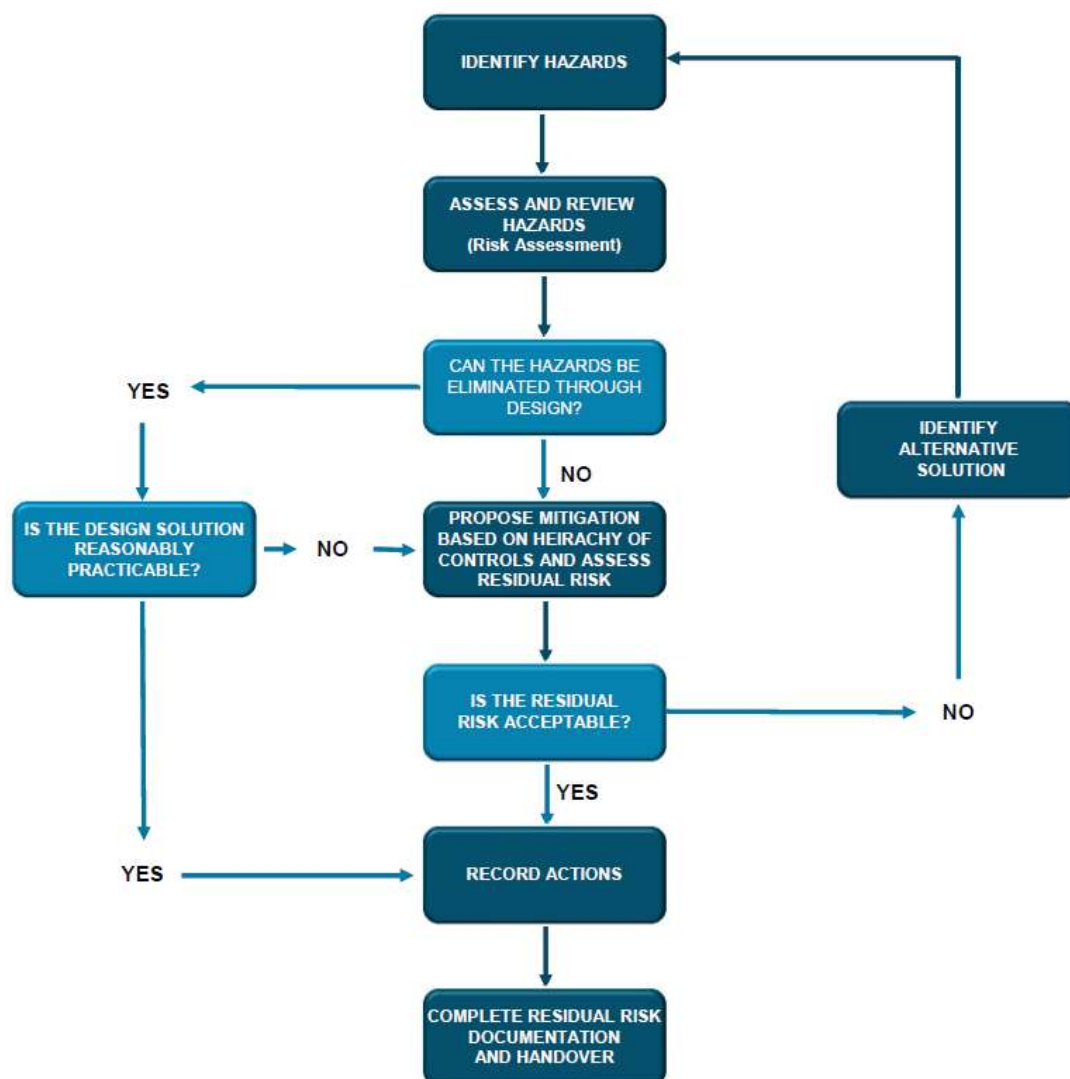 IDENTIFY HAZARDS
ASSESS AND REVIEW
HAZARDS
(Risk Assessment)
CAN THE HAZARDS BE
ELIMINATED THROUGH
DESIGN?
YES
NO
IDENTIFY
ALTERNATIVE
SOLUTION
IS THE DESIGN SOLUTION
REASONABLY
PRACTICABLE?
NO
PROPOSE MITIGATION
BASED ON HEIRACHY OF
CONTROLS AND ASSESS
RESIDUAL RISK
IS THE RESIDUAL
RISK ACCEPTABLE?
NO
YES
YES
RECORD ACTIONS
COMPLETE RESIDUAL RISK
DOCUMENTATION
AND HANDOVER